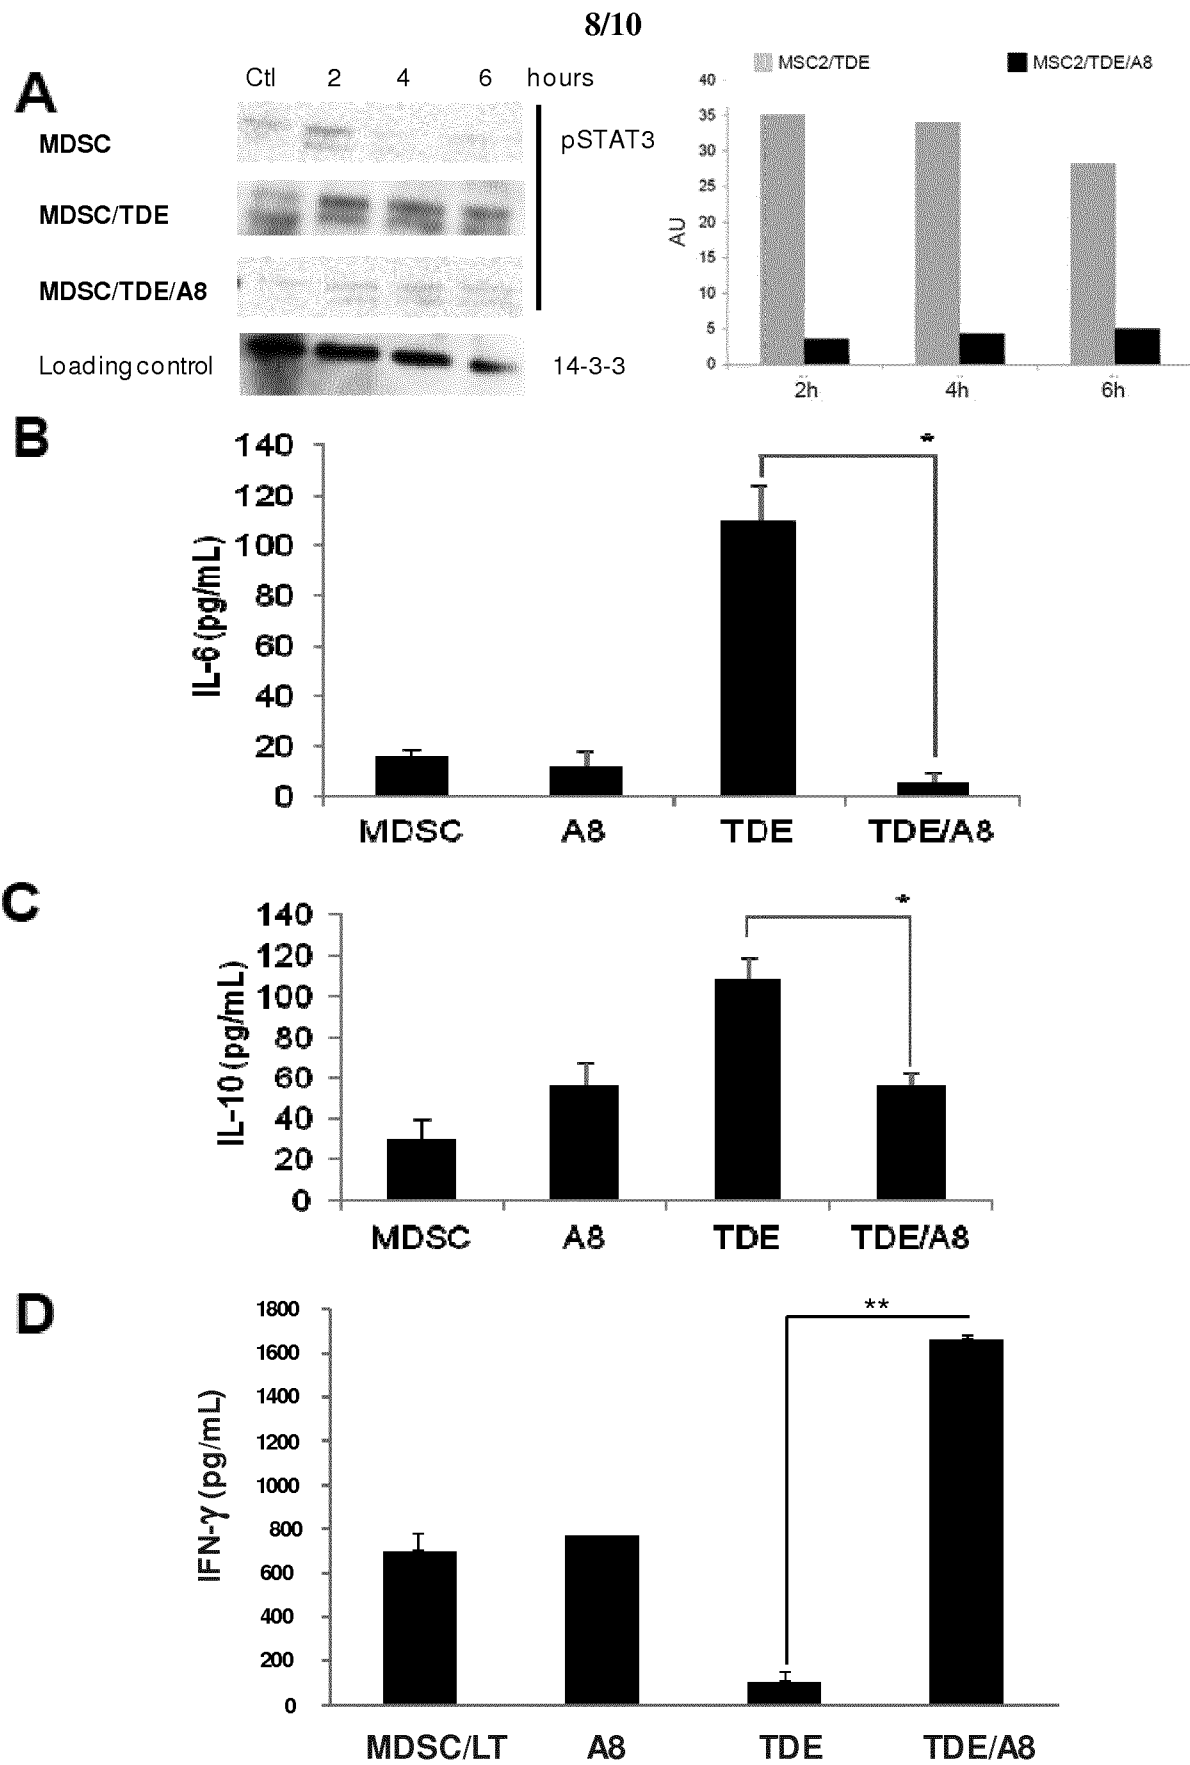 8/10
A
Ctl 2 4 6 hours
MDSC
pSTAT3
MDSC/TDE
MDSC/TDE/A8
Loading control
14-3-3
MSC2/TDE MSC2/TDE/A8
40
35
30
25
20
15
10
5
0
AU
2h 4h 6h
B
140
120
100
80
60
40
20
0
IL-6 (pg/mL)
*
MDSC A8 TDE TDE/A8
C
140
120
100
80
60
40
20
0
IL-10 (pg/mL)
*
MDSC A8 TDE TDE/A8
D
1800
1600
1400
1200
1000
800
600
400
200
0
IFN-γ (pg/mL)
**
MDSC/LT A8 TDE TDE/A8